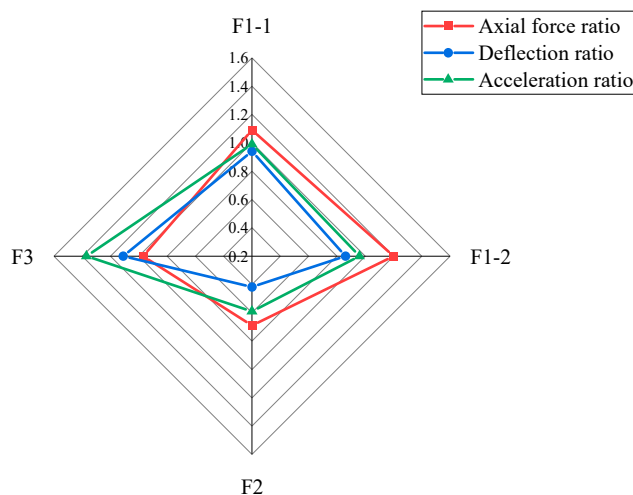 F1-1
Axial force ratio
Deflection ratio
Acceleration ratio
1.6
1.4
1.2
1.0
0.8
0.6
0.4
0.2
F3
F1-2
F2